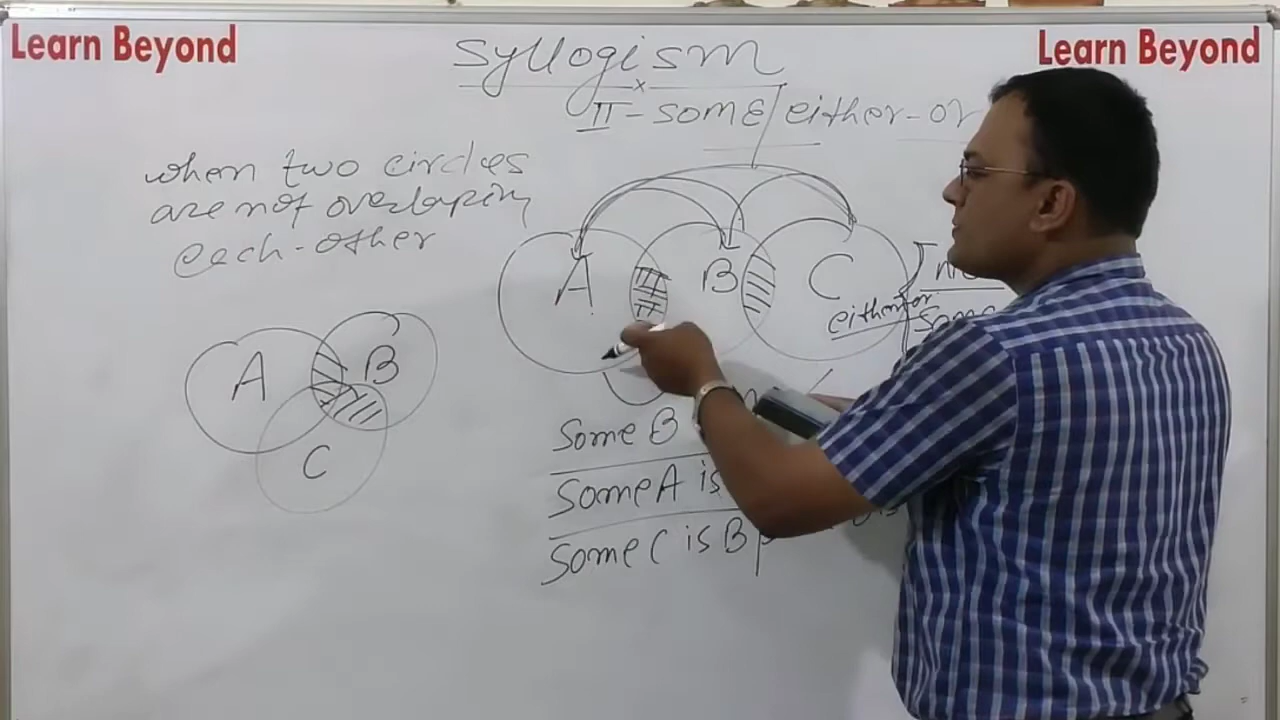 Learn Beyond
Learn Beyond
Syllogism
x
II - some/either-or
when two circles
are not overlaping
each-other
A
B
C
A
B
C
either or
Some
Some B
Some A is
Some C is B